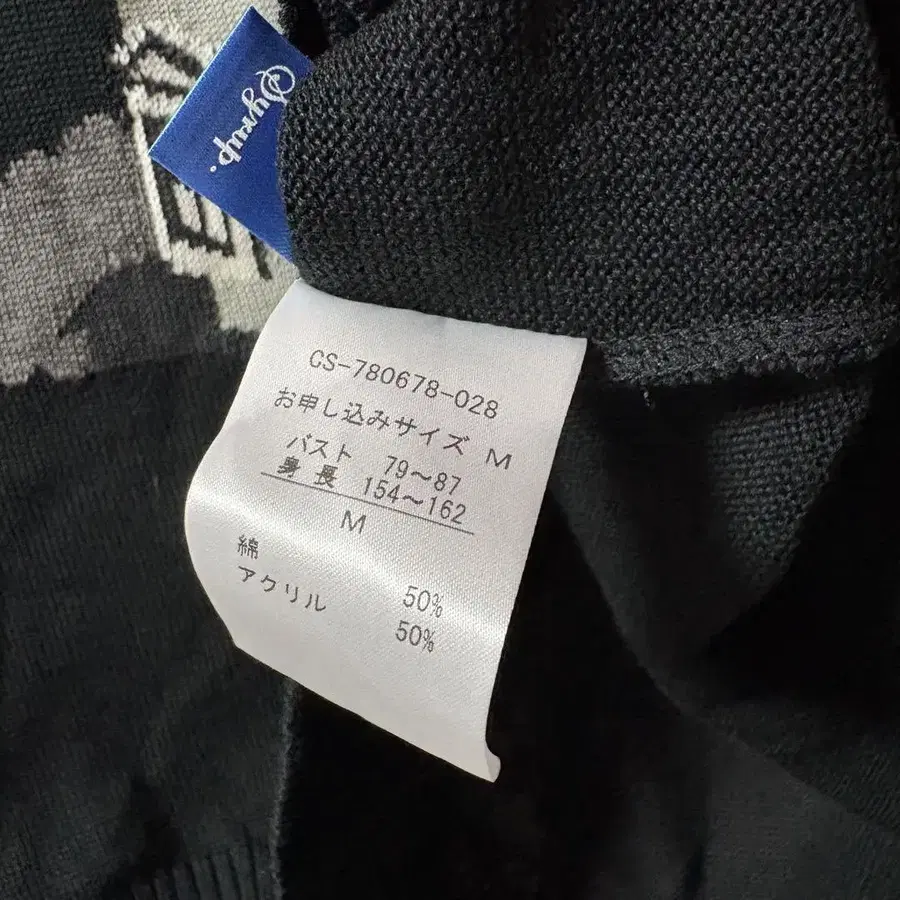 Syrup.
CS-780678-028
お申し込みサイズ M
バスト 79～87
身長 154～162
M
綿 50%
アクリル 50%